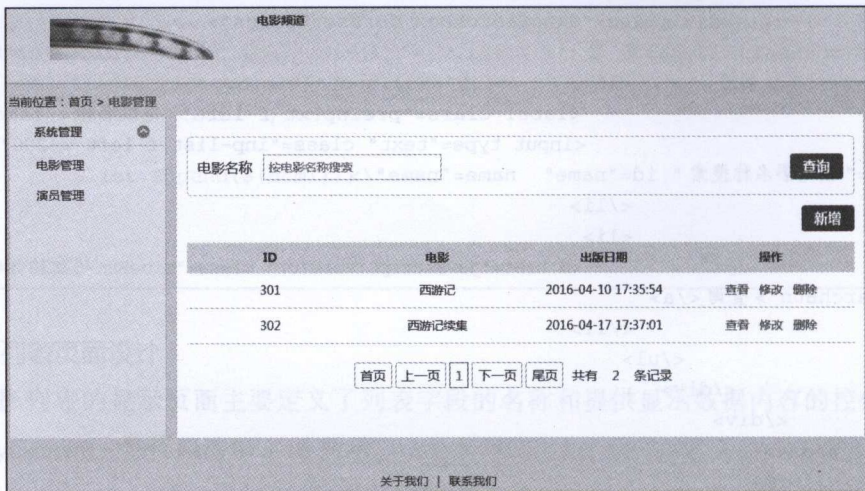 电影频道
当前位置：首页 > 电影管理
系统管理
电影管理
演员管理
电影名称 按电影名称搜索 查询
新增
ID 电影 出版日期 操作
301 西游记 2016-04-10 17:35:54 查看 修改 删除
302 西游记续集 2016-04-17 17:37:01 查看 修改 删除
首页 上一页 1 下一页 尾页 共有 2 条记录
关于我们 | 联系我们